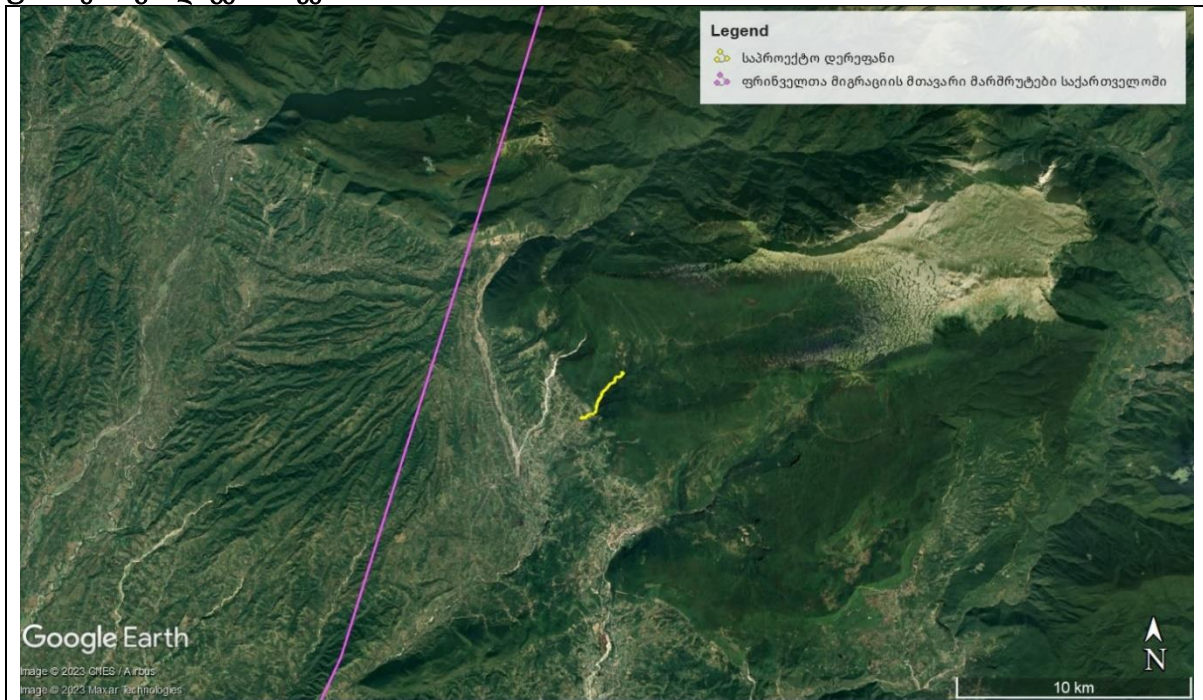 Legend
საპროექტო დერეფანი
ფრინველთა მიგრაციის მთავარი მარშრუტები საქართველოში
Google Earth
Image © 2023 CNES / Airbus
Image © 2023 Maxar Technologies
N
10 km